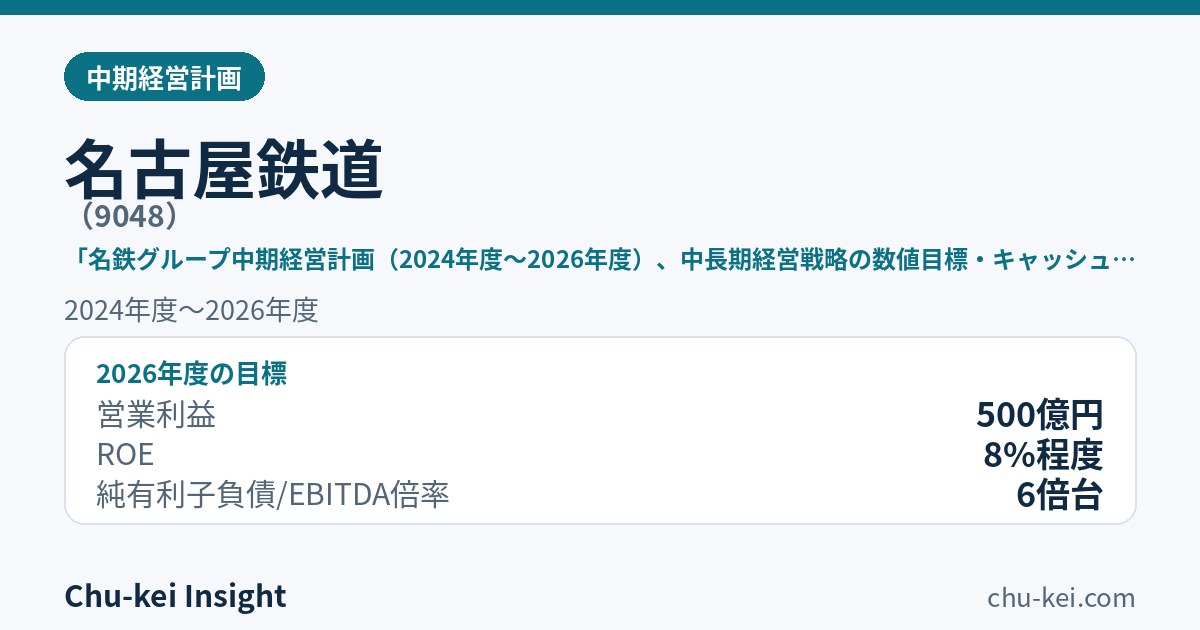 中期経営計画
名古屋鉄道
（9048）
「名鉄グループ中期経営計画（2024年度～2026年度）、中長期経営戦略の数値目標・キャッシュ…
2024年度～2026年度
2026年度の目標
営業利益 500億円
ROE 8%程度
純有利子負債/EBITDA倍率 6倍台
Chu-kei Insight chu-kei.com